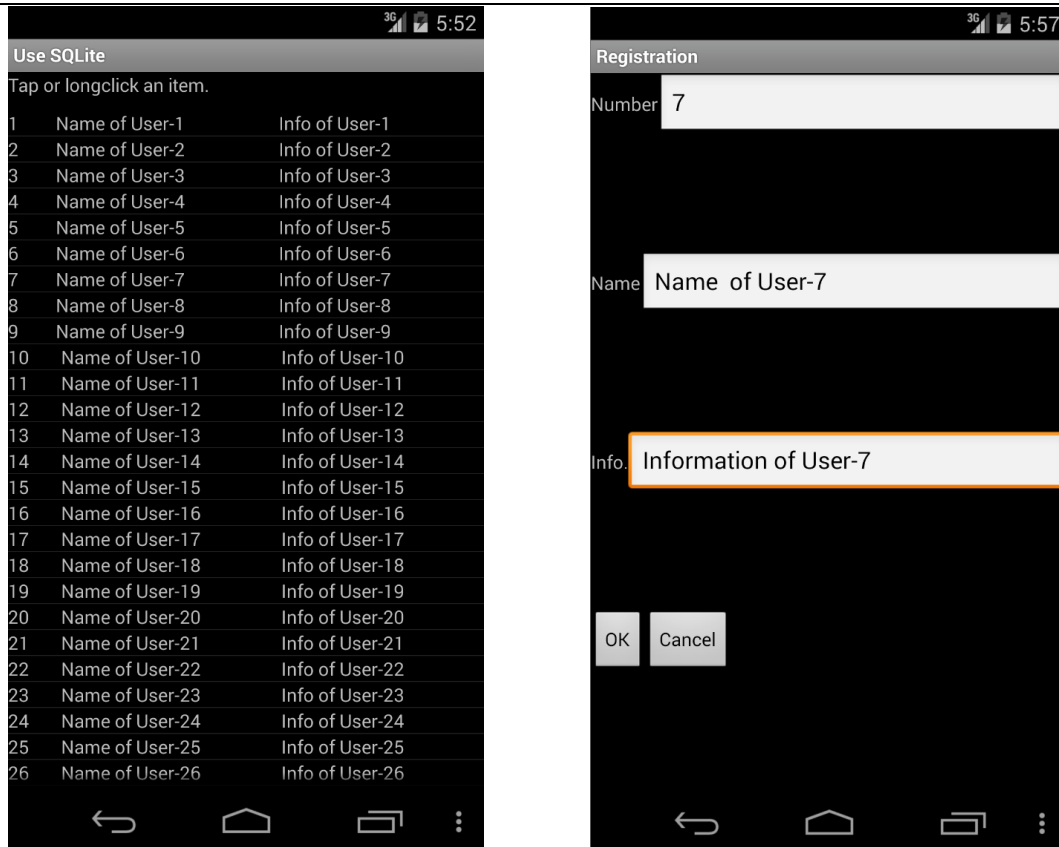 3G 5:52
Use SQLite
Tap or longclick an item.
1 Name of User-1 Info of User-1
2 Name of User-2 Info of User-2
3 Name of User-3 Info of User-3
4 Name of User-4 Info of User-4
5 Name of User-5 Info of User-5
6 Name of User-6 Info of User-6
7 Name of User-7 Info of User-7
8 Name of User-8 Info of User-8
9 Name of User-9 Info of User-9
10 Name of User-10 Info of User-10
11 Name of User-11 Info of User-11
12 Name of User-12 Info of User-12
13 Name of User-13 Info of User-13
14 Name of User-14 Info of User-14
15 Name of User-15 Info of User-15
16 Name of User-16 Info of User-16
17 Name of User-17 Info of User-17
18 Name of User-18 Info of User-18
19 Name of User-19 Info of User-19
20 Name of User-20 Info of User-20
21 Name of User-21 Info of User-21
22 Name of User-22 Info of User-22
23 Name of User-23 Info of User-23
24 Name of User-24 Info of User-24
25 Name of User-25 Info of User-25
26 Name of User-26 Info of User-26
3G 5:57
Registration
Number 7
Name Name of User-7
Info. Information of User-7
OK Cancel